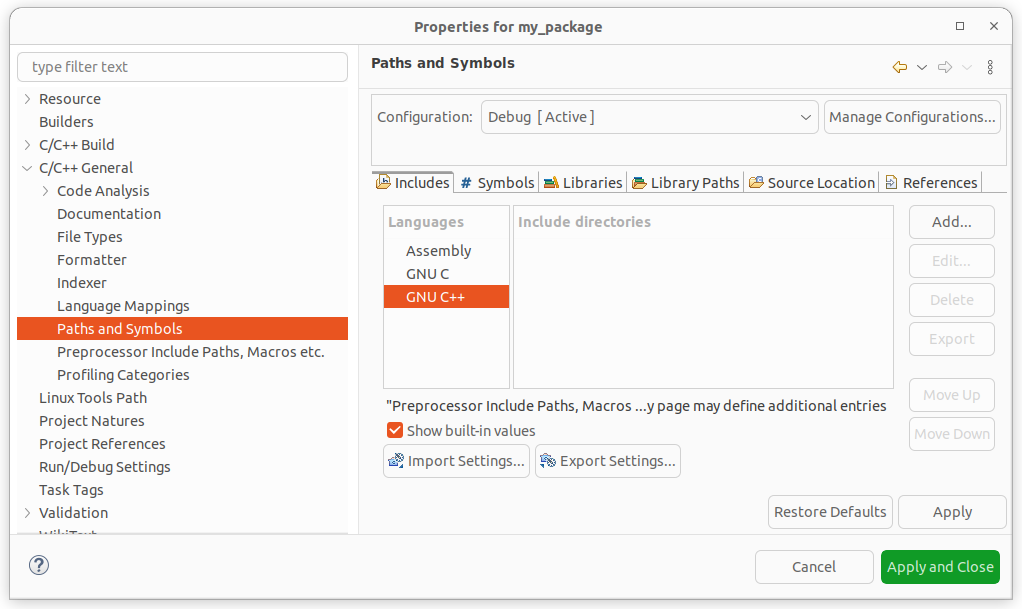 Properties for my_package
type filter text
Resource
Builders
C/C++ Build
C/C++ General
Code Analysis
Documentation
File Types
Formatter
Indexer
Language Mappings
Paths and Symbols
Preprocessor Include Paths, Macros etc.
Profiling Categories
Linux Tools Path
Project Natures
Project References
Run/Debug Settings
Task Tags
Validation
WikiText
Paths and Symbols
Configuration: Debug [ Active ] Manage Configurations...
Includes # Symbols Libraries Library Paths Source Location References
Languages
Assembly
GNU C
GNU C++
Include directories
Add...
Edit...
Delete
Export
Move Up
Move Down
"Preprocessor Include Paths, Macros ...y page may define additional entries
Show built-in values
Import Settings... Export Settings...
Restore Defaults Apply
? Cancel Apply and Close